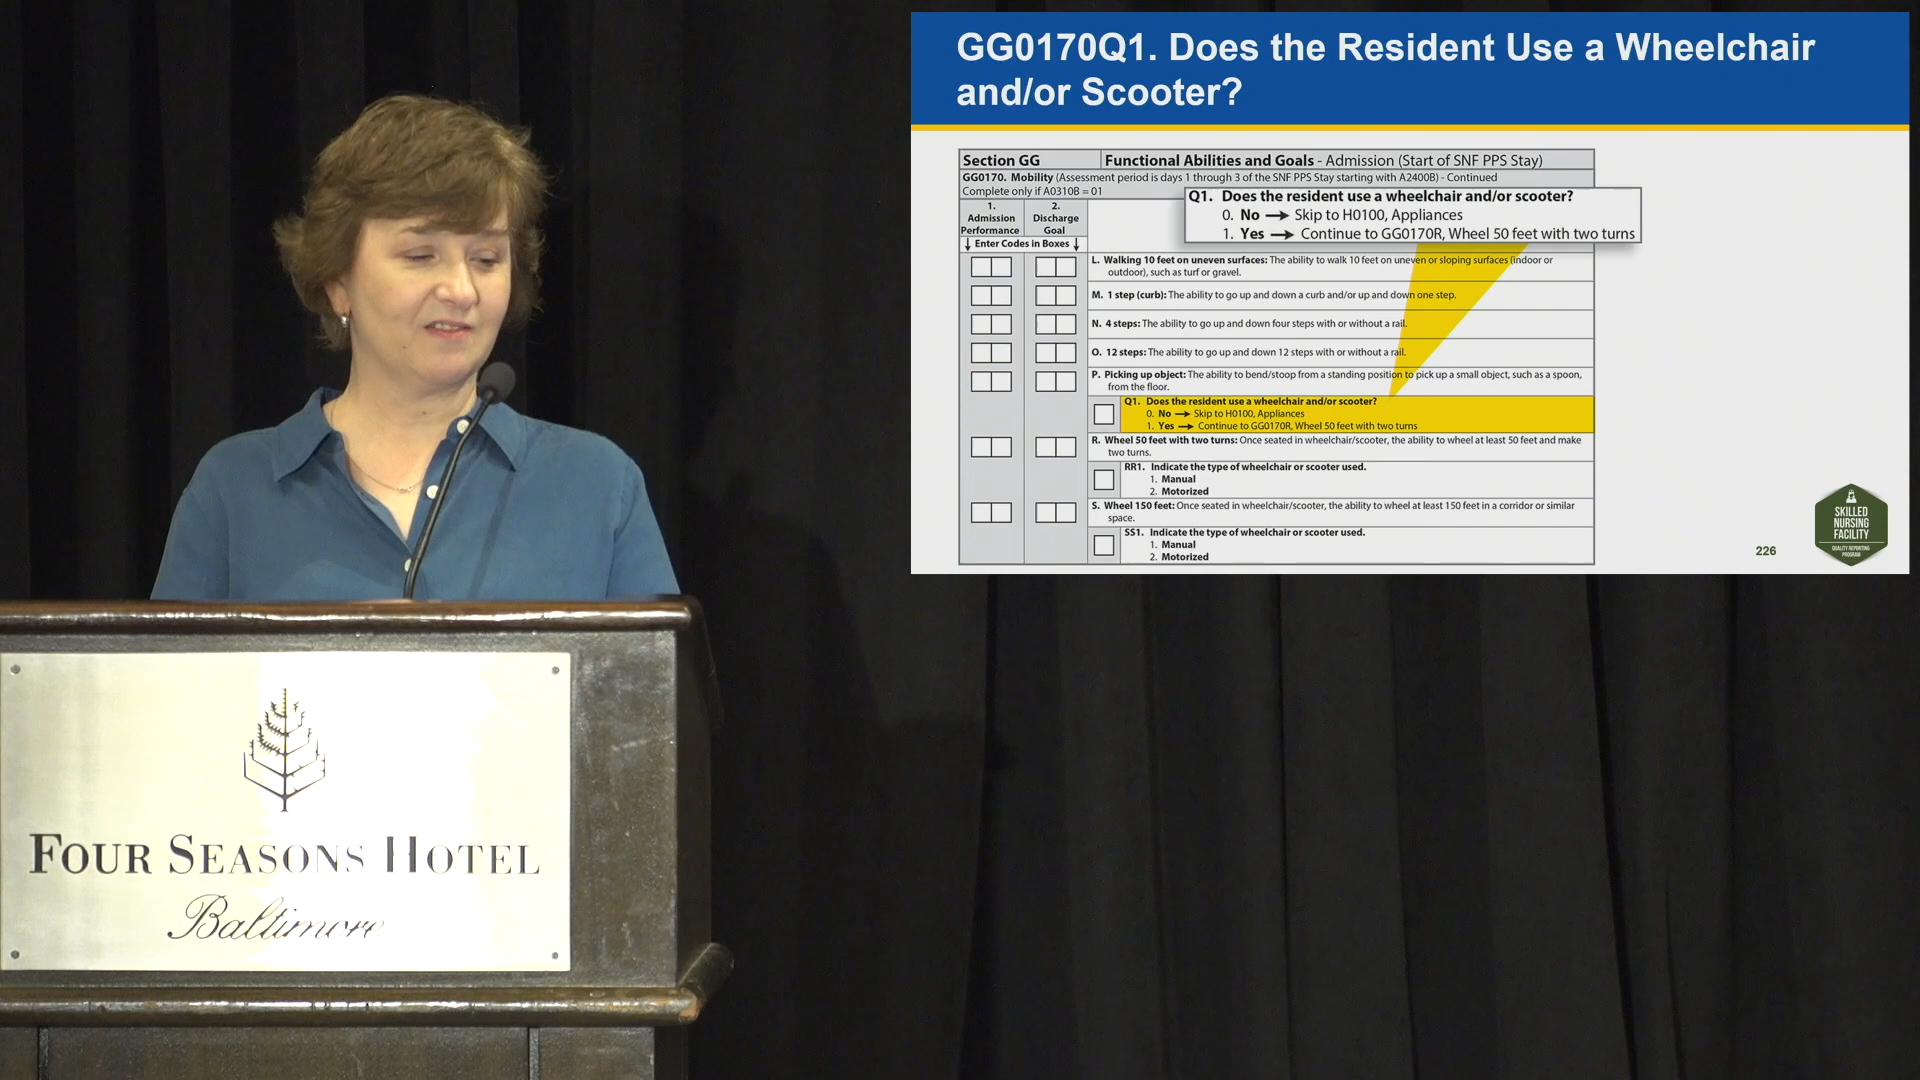 GG0170Q1. Does the Resident Use a Wheelchair
and/or Scooter?
Section GG
Functional Abilities and Goals - Admission (Start of SNF PPS Stay)
GG0170. Mobility (Assessment period is days 1 through 3 of the SNF PPS Stay starting with A2400B) - Continued
Complete only if A0310B = 01
Q1. Does the resident use a wheelchair and/or scooter?
0. No → Skip to H0100, Appliances
1. Yes → Continue to GG0170R, Wheel 50 feet with two turns
1.
Admission
Performance
2.
Discharge
Goal
↓ Enter Codes in Boxes ↓
L. Walking 10 feet on uneven surfaces: The ability to walk 10 feet on uneven or sloping surfaces (indoor or
outdoor), such as turf or gravel.
M. 1 step (curb): The ability to go up and down a curb and/or up and down one step.
N. 4 steps: The ability to go up and down four steps with or without a rail.
O. 12 steps: The ability to go up and down 12 steps with or without a rail.
P. Picking up object: The ability to bend/stoop from a standing position to pick up a small object, such as a spoon,
from the floor.
Q1. Does the resident use a wheelchair and/or scooter?
0. No → Skip to H0100, Appliances
1. Yes → Continue to GG0170R, Wheel 50 feet with two turns
R. Wheel 50 feet with two turns: Once seated in wheelchair/scooter, the ability to wheel at least 50 feet and make
two turns.
RR1. Indicate the type of wheelchair or scooter used.
1. Manual
2. Motorized
S. Wheel 150 feet: Once seated in wheelchair/scooter, the ability to wheel at least 150 feet in a corridor or similar
space.
SS1. Indicate the type of wheelchair or scooter used.
1. Manual
2. Motorized
226
SKILLED
NURSING
FACILITY
QUALITY REPORTING
PROGRAM
FOUR SEASONS HOTEL
Baltimore